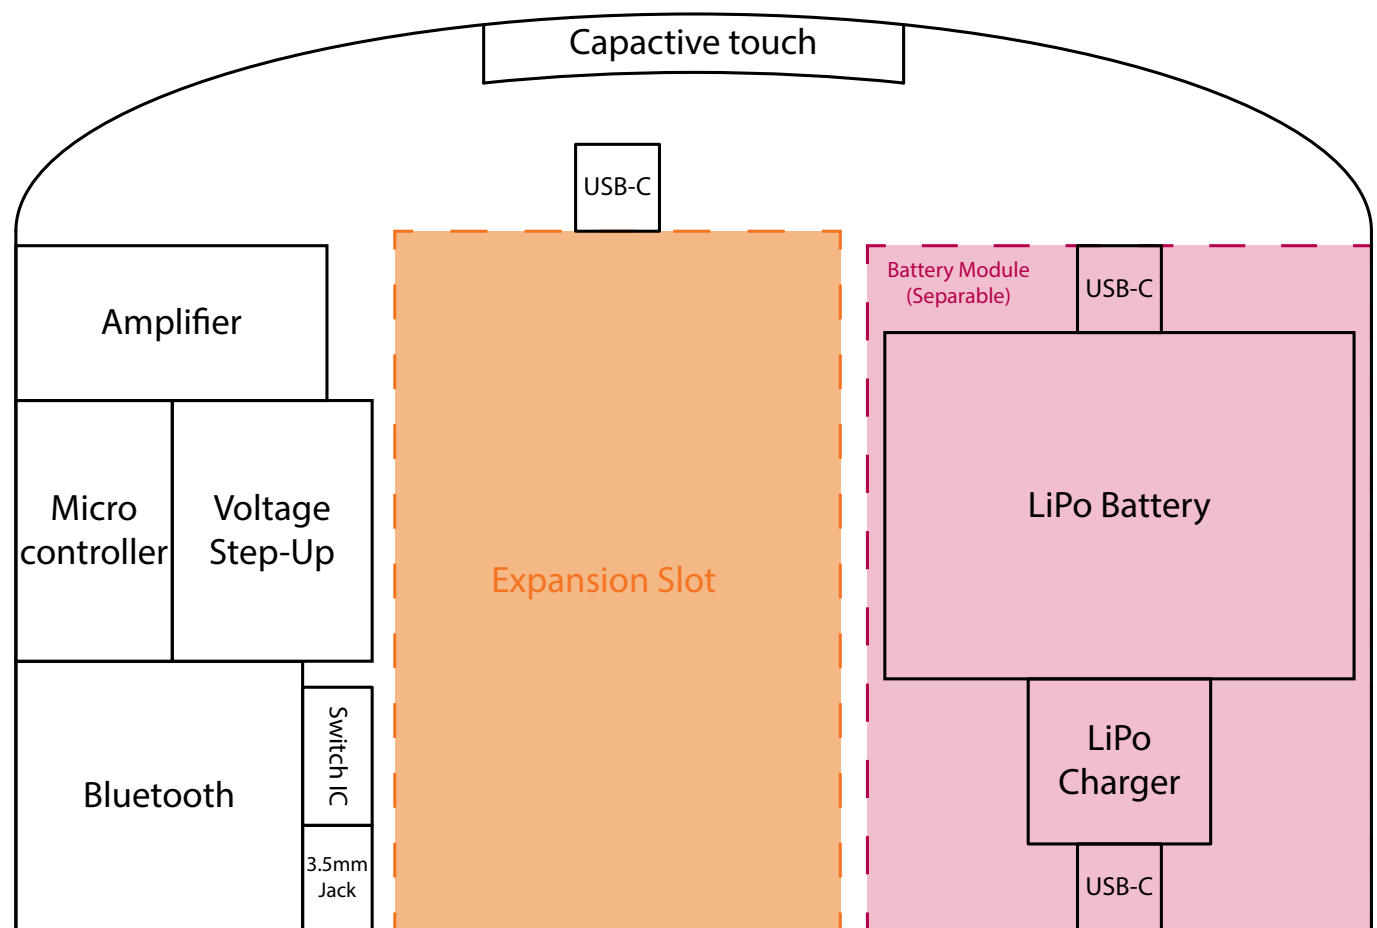 Capactive touch
USB-C
Amplifier
Micro
controller
Voltage
Step-Up
Bluetooth
Switch IC
3.5mm
Jack
Expansion Slot
Battery Module
(Separable)
USB-C
LiPo Battery
LiPo
Charger
USB-C